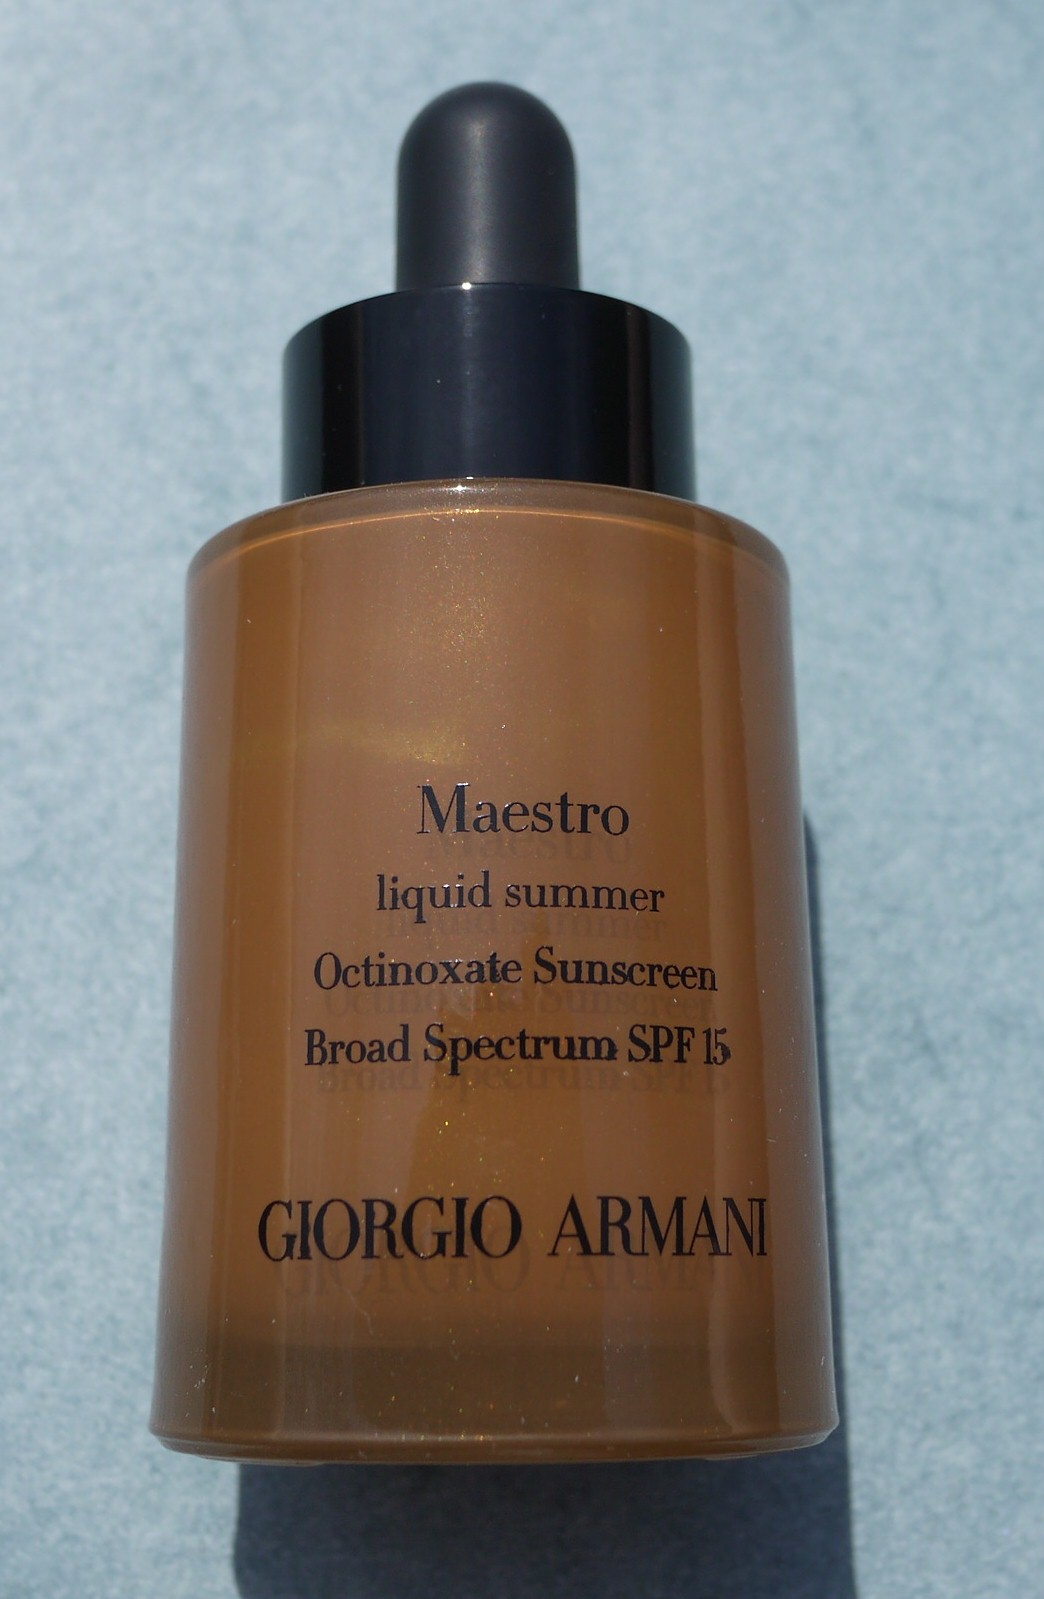 Maestro
liquid summer
Octinoxate Sunscreen
Broad Spectrum SPF 15
GIORGIO ARMANI